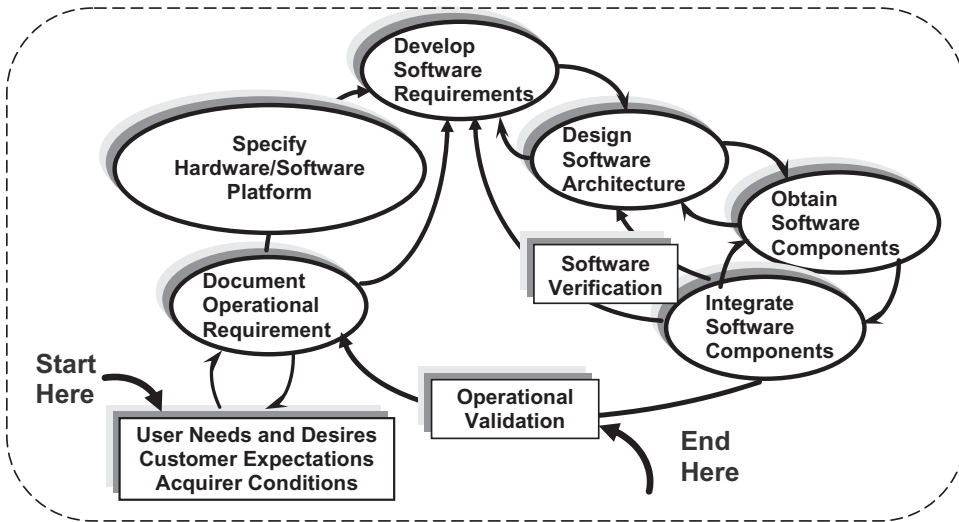 Develop
Software
Requirements
Specify
Hardware/Software
Platform
Design
Software
Architecture
Obtain
Software
Components
Document
Operational
Requirement
Software
Verification
Integrate
Software
Components
Start
Here
Operational
Validation
User Needs and Desires
Customer Expectations
Acquirer Conditions
End
Here